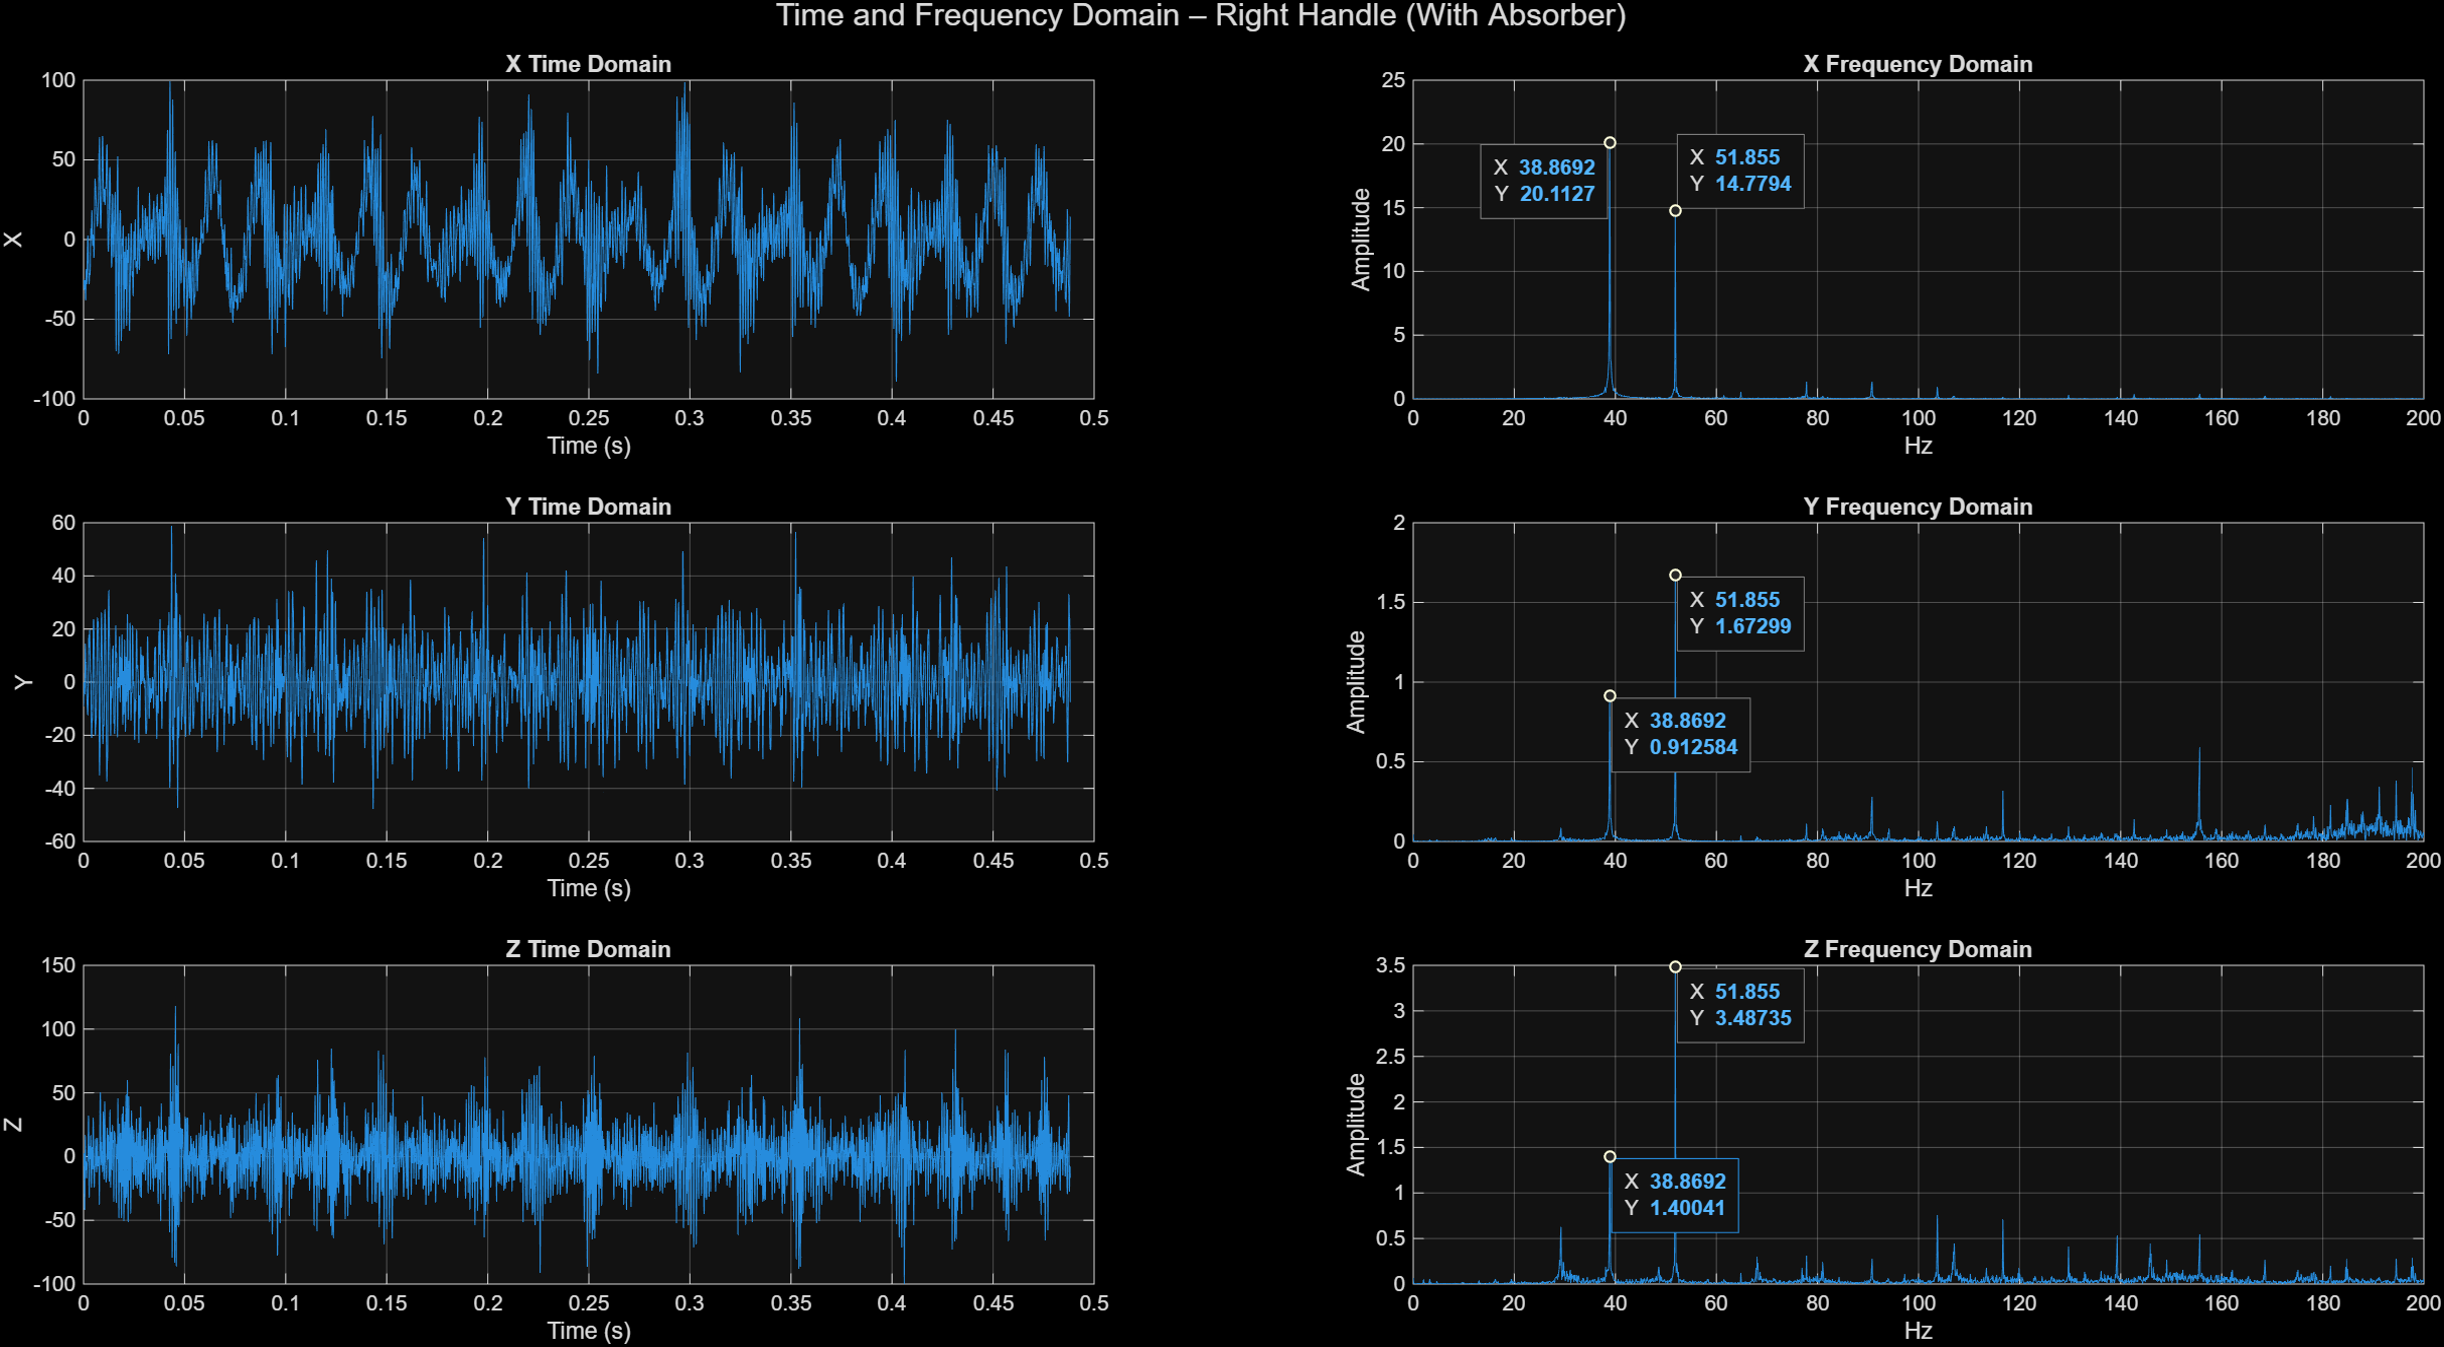 Time and Frequency Domain – Right Handle (With Absorber)
X Time Domain
100
50
0
-50
-100
X
0 0.05 0.1 0.15 0.2 0.25 0.3 0.35 0.4 0.45 0.5
Time (s)
X Frequency Domain
25
20
15
10
5
0
Amplitude
X 38.8692
Y 20.1127
X 51.855
Y 14.7794
0 20 40 60 80 100 120 140 160 180 200
Hz
Y Time Domain
60
40
20
0
-20
-40
-60
Y
0 0.05 0.1 0.15 0.2 0.25 0.3 0.35 0.4 0.45 0.5
Time (s)
Y Frequency Domain
2
1.5
1
0.5
0
Amplitude
X 51.855
Y 1.67299
X 38.8692
Y 0.912584
0 20 40 60 80 100 120 140 160 180 200
Hz
Z Time Domain
150
100
50
0
-50
-100
Z
0 0.05 0.1 0.15 0.2 0.25 0.3 0.35 0.4 0.45 0.5
Time (s)
Z Frequency Domain
3.5
3
2.5
2
1.5
1
0.5
0
Amplitude
X 51.855
Y 3.48735
X 38.8692
Y 1.40041
0 20 40 60 80 100 120 140 160 180 200
Hz